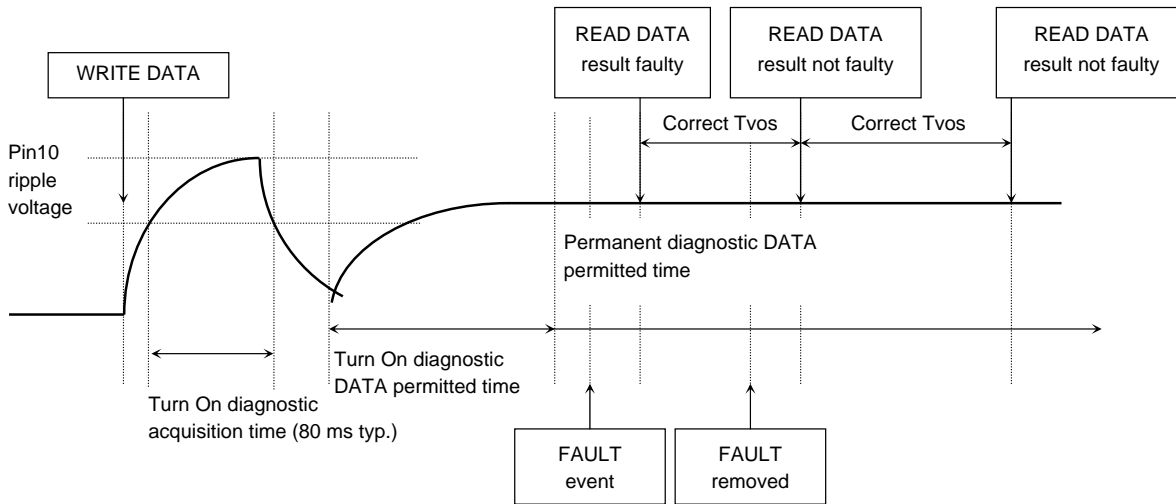 READ DATA
result faulty
READ DATA
result not faulty
READ DATA
result not faulty
WRITE DATA
Correct Tvos
Correct Tvos
Pin10
ripple
voltage
Permanent diagnostic DATA
permitted time
Turn On diagnostic
DATA permitted time
Turn On diagnostic
acquisition time (80 ms typ.)
FAULT
event
FAULT
removed